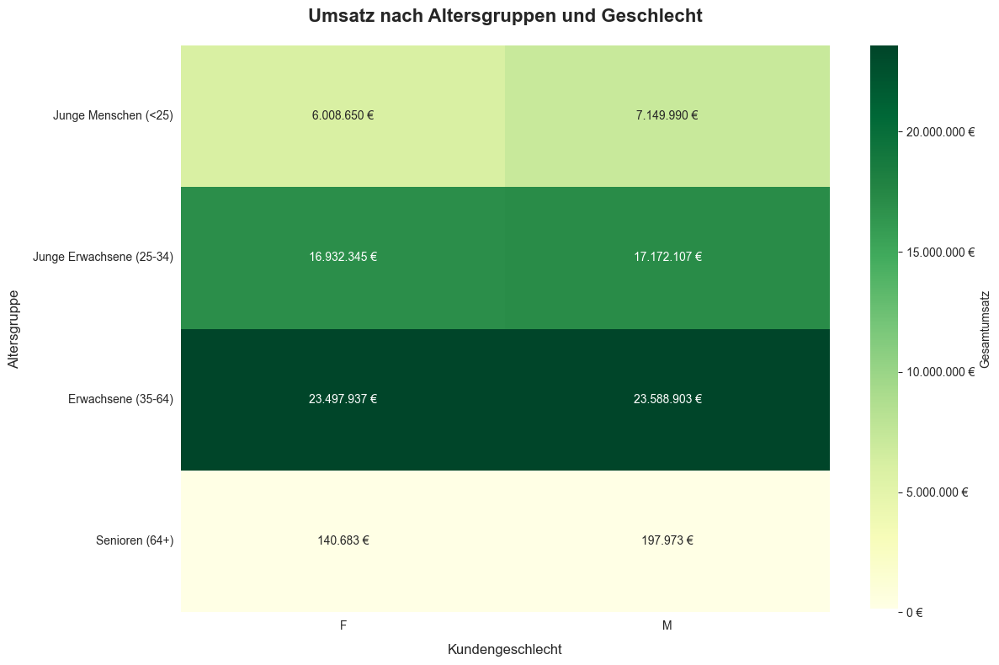 Umsatz nach Altersgruppen und Geschlecht
Junge Menschen (<25)
6.008.650 €
7.149.990 €
Junge Erwachsene (25-34)
16.932.345 €
17.172.107 €
Erwachsene (35-64)
23.497.937 €
23.588.903 €
Senioren (64+)
140.683 €
197.973 €
F
M
Kundengeschlecht
Altersgruppe
20.000.000 €
15.000.000 €
10.000.000 €
5.000.000 €
0 €
Gesamtumsatz